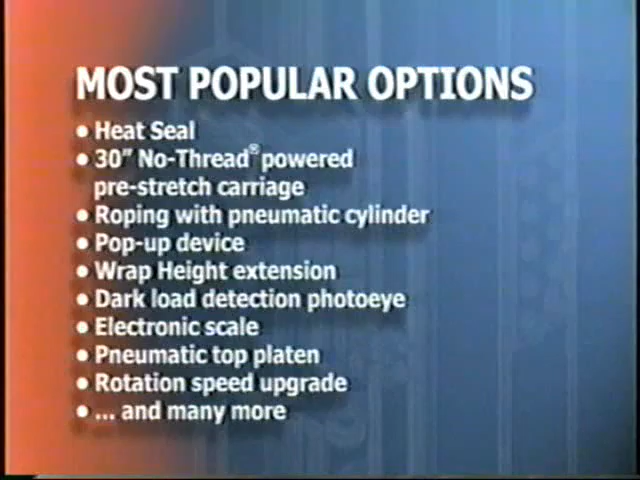 MOST POPULAR OPTIONS
• Heat Seal
• 30" No-Thread® powered
pre-stretch carriage
• Roping with pneumatic cylinder
• Pop-up device
• Wrap Height extension
• Dark load detection photoeye
• Electronic scale
• Pneumatic top platen
• Rotation speed upgrade
• ... and many more